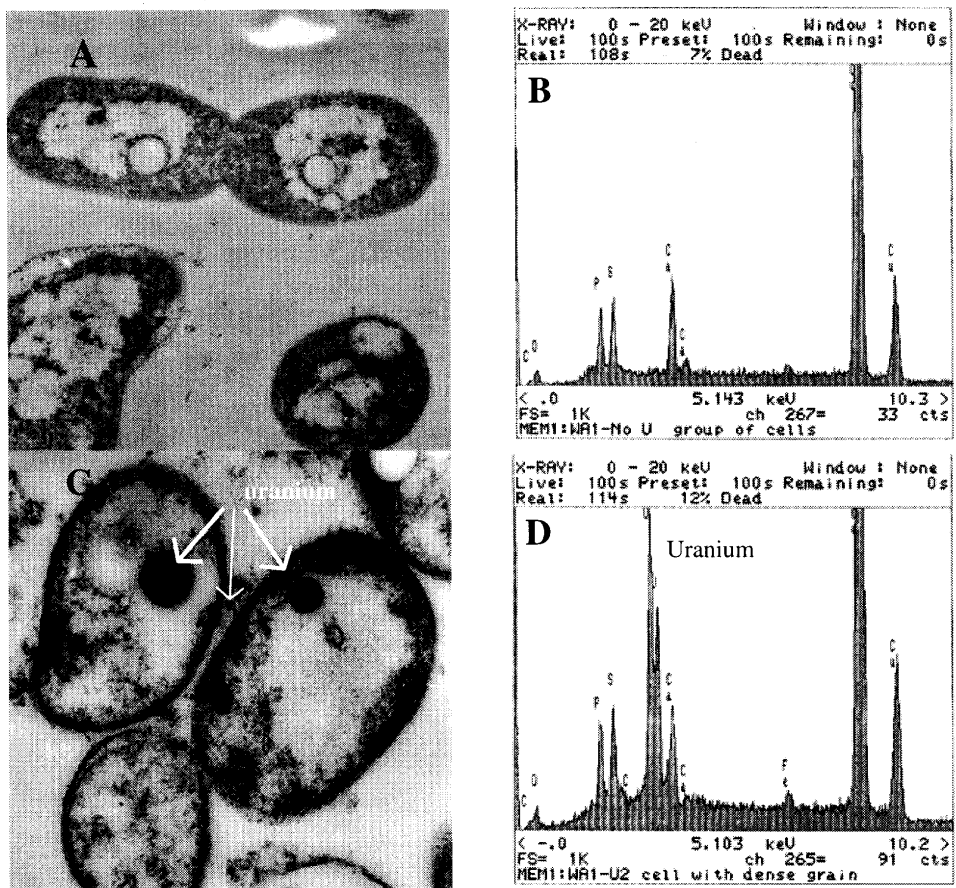 A
B
X-RAY: 0 - 20 keV Window : None
Live: 100s Preset: 100s Remaining: 0s
Real: 108s 7% Dead
C
O
P
S
C
a
C
a
C
u
< .0 5.143 keV 10.3 >
FS= 1K ch 267= 33 cts
MEM1:WA1-No U group of cells
C
uranium
D
X-RAY: 0 - 20 keV Window : None
Live: 100s Preset: 100s Remaining: 0s
Real: 114s 12% Dead
Uranium
C
O
P
S
C
U
C
a
C
a
F
e
C
u
< -.0 5.103 keV 10.2 >
FS= 1K ch 265= 91 cts
MEM1:WA1-U2 cell with dense grain